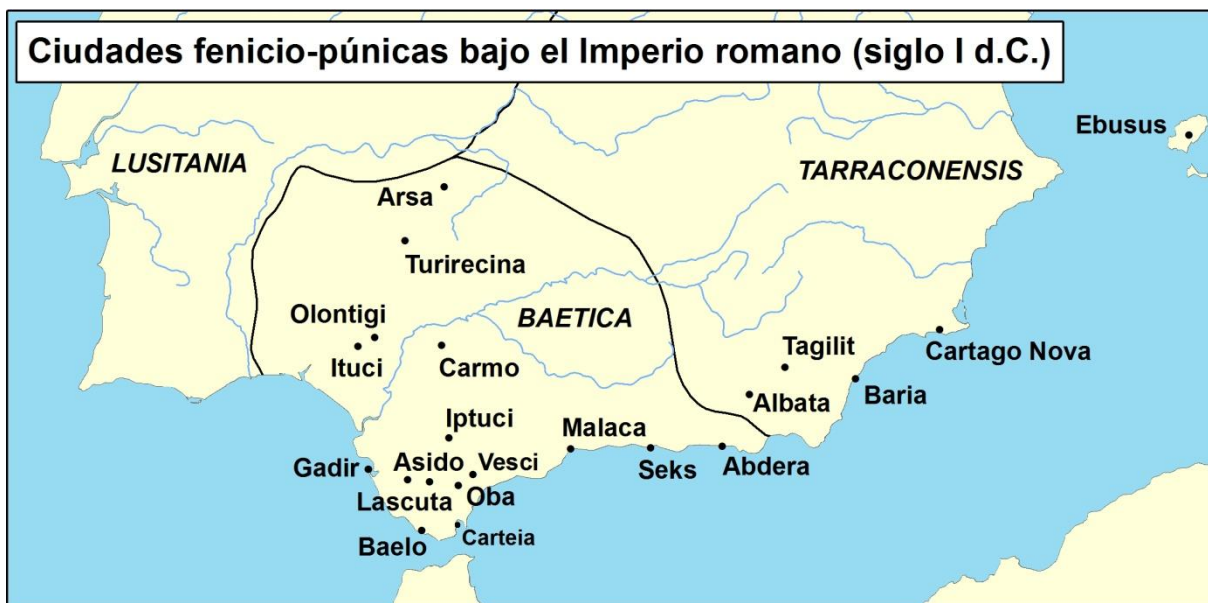 Ciudades fenicio-púnicas bajo el Imperio romano (siglo I d.C.)
Ebusus
LUSITANIA
TARRACONENSIS
Arsa
Turirecina
Olontigi
BAETICA
Ituci
Carmo
Tagilit
Cartago Nova
Albata
Baria
Iptuci
Malaca
Gadir
Asido
Vesci
Seks
Abdera
Lascuta
Oba
Baelo
Carteia